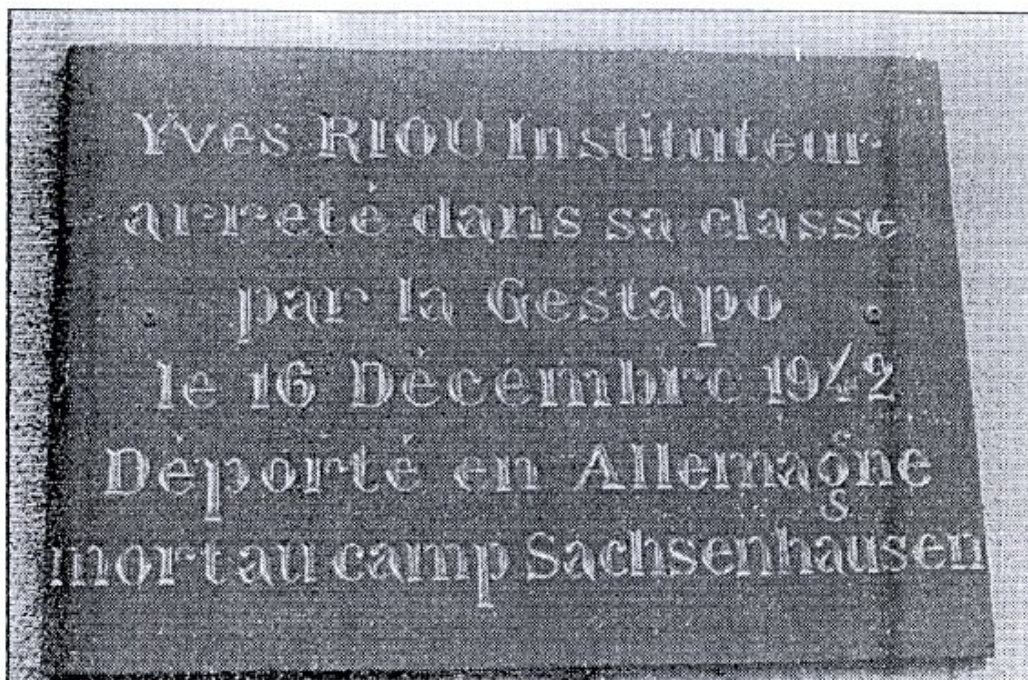 Yves RIOU Instituteur
arrété dans sa classe
par la Gestapo
le 16 Décembre 1942
Déporté en Allemagne
mort au camp Sachsenhausen